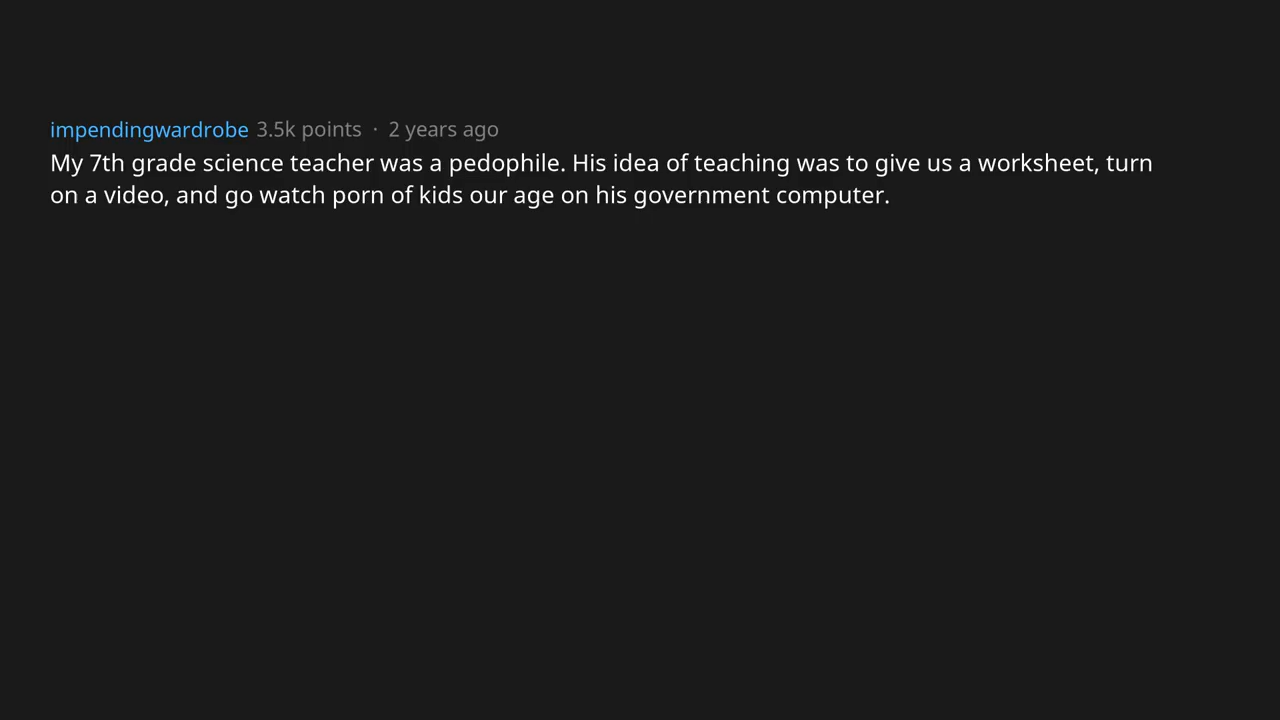 impendingwardrobe 3.5k points · 2 years ago
My 7th grade science teacher was a pedophile. His idea of teaching was to give us a worksheet, turn
on a video, and go watch porn of kids our age on his government computer.